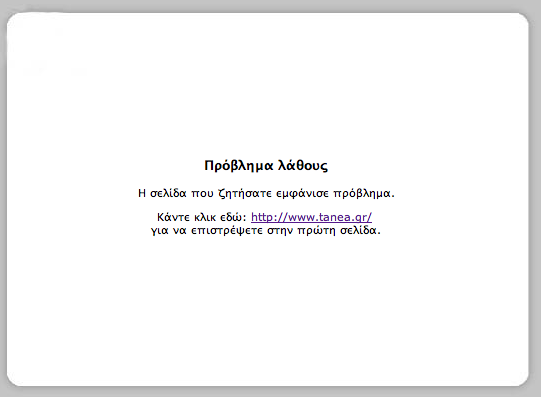 Πρόβλημα λάθους
Η σελίδα που ζητήσατε εμφάνισε πρόβλημα.
Κάντε κλικ εδώ: http://www.tanea.gr/
για να επιστρέψετε στην πρώτη σελίδα.